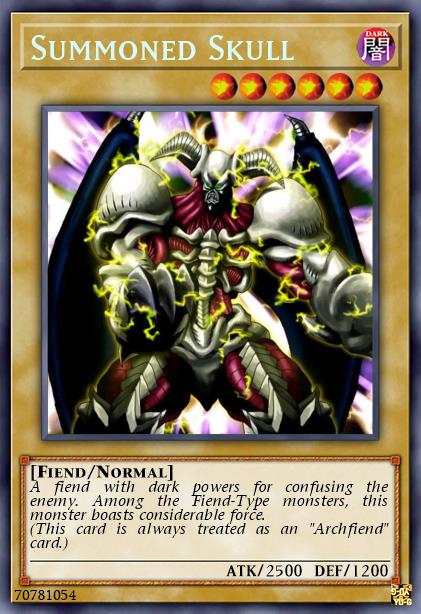 SUMMONED SKULL
DARK
闇
[FIEND/NORMAL]
A fiend with dark powers for confusing the
enemy. Among the Fiend-Type monsters, this
monster boasts considerable force.
(This card is always treated as an "Archfiend"
card.)
ATK/2500 DEF/1200
70781054